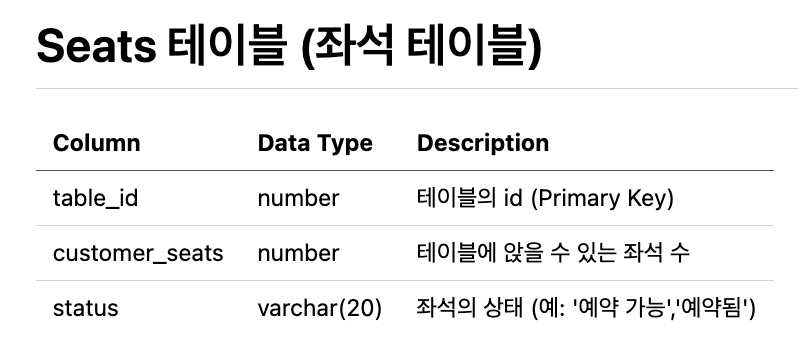 Seats 테이블 (좌석 테이블)
Column Data Type Description
table_id number 테이블의 id (Primary Key)
customer_seats number 테이블에 앉을 수 있는 좌석 수
status varchar(20) 좌석의 상태 (예: '예약 가능','예약됨')